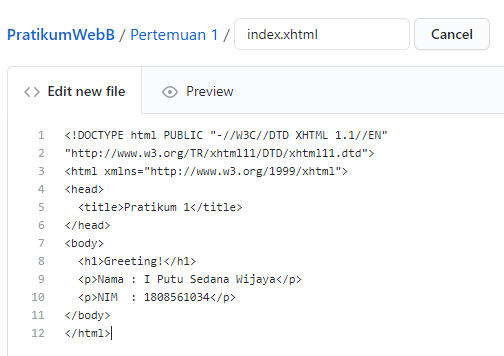 PratikumWebB / Pertemuan 1 / index.xhtml Cancel
Edit new file Preview
1 <!DOCTYPE html PUBLIC "-//W3C//DTD XHTML 1.1//EN"
2 "http://www.w3.org/TR/xhtml11/DTD/xhtml11.dtd">
3 <html xmlns="http://www.w3.org/1999/xhtml">
4 <head>
5   <title>Pratikum 1</title>
6 </head>
7 <body>
8   <h1>Greeting!</h1>
9   <p>Nama : I Putu Sedana Wijaya</p>
10   <p>NIM  : 1808561034</p>
11 </body>
12 </html>